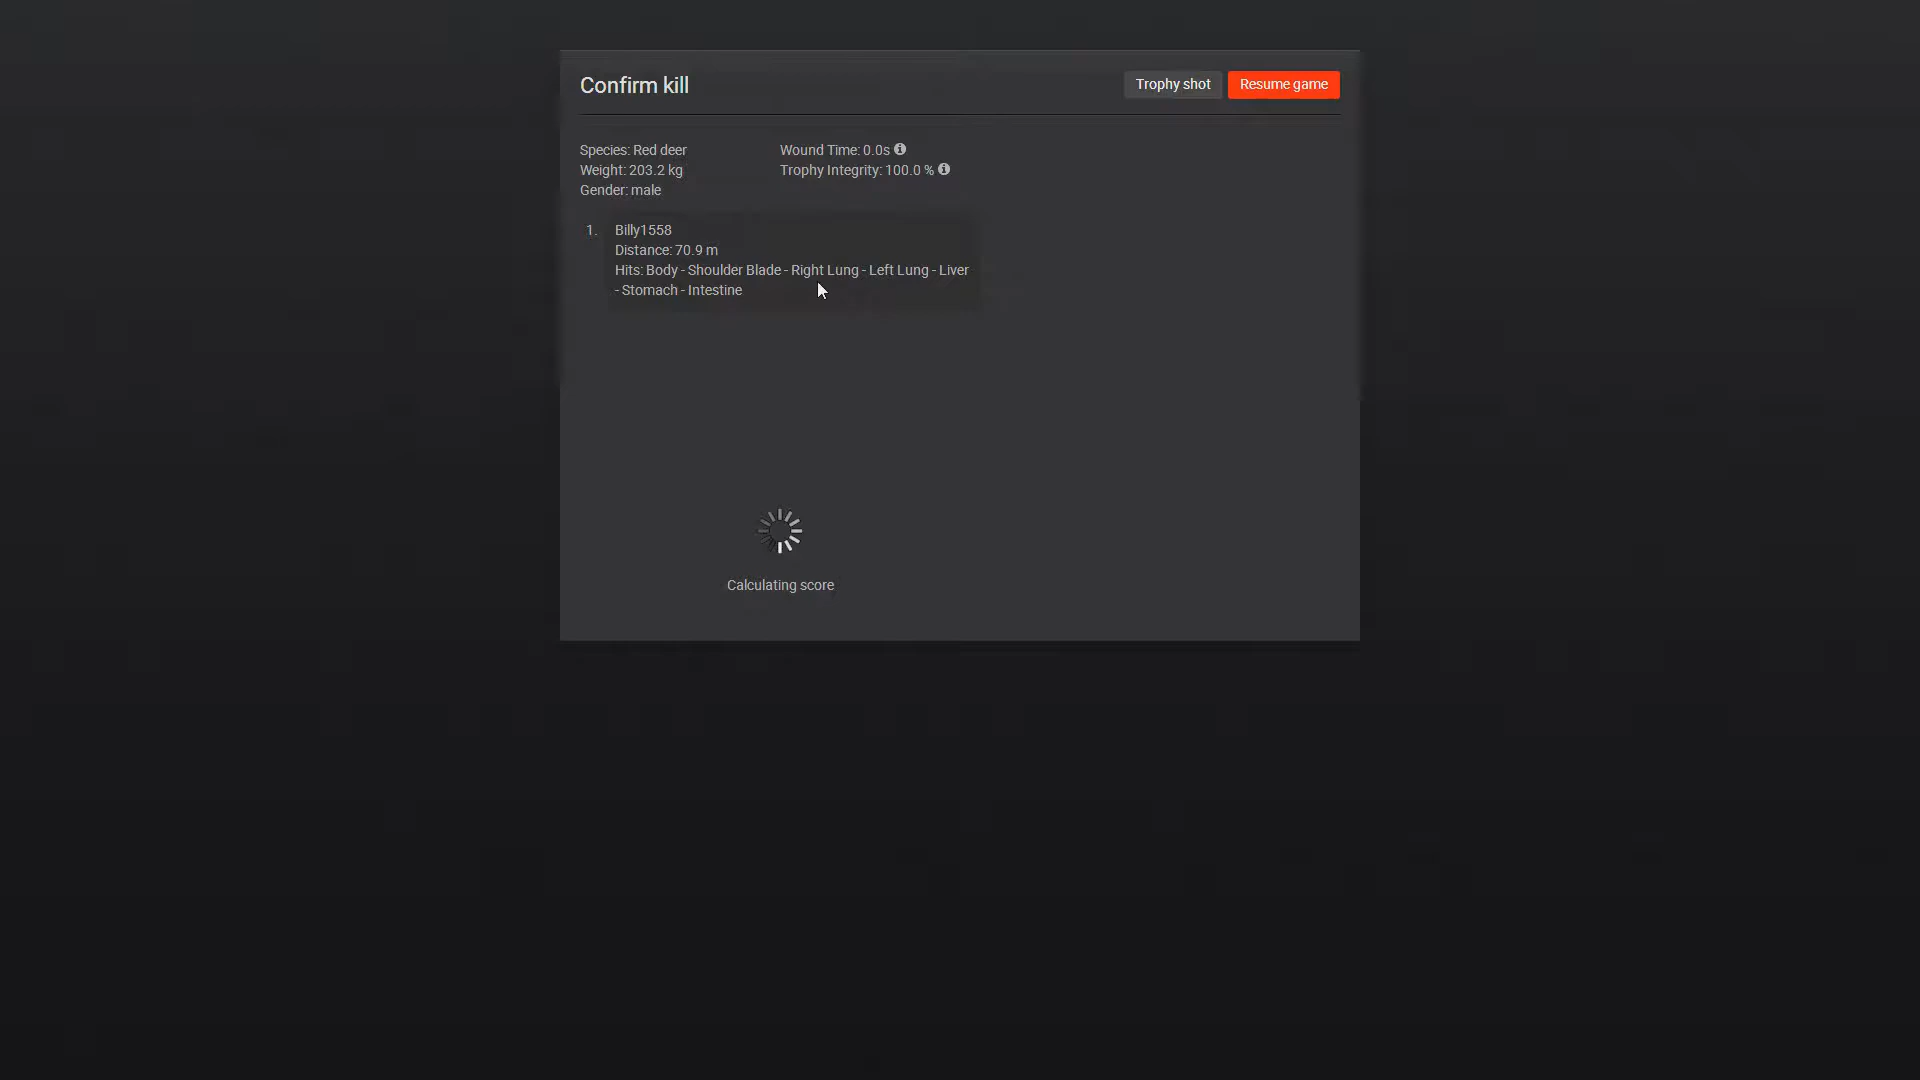 Confirm kill
Trophy shot
Resume game
Species: Red deer
Weight: 203.2 kg
Gender: male
Wound Time: 0.0s
Trophy Integrity: 100.0 %
1. Billy1558
Distance: 70.9 m
Hits: Body - Shoulder Blade - Right Lung - Left Lung - Liver
- Stomach - Intestine
Calculating score